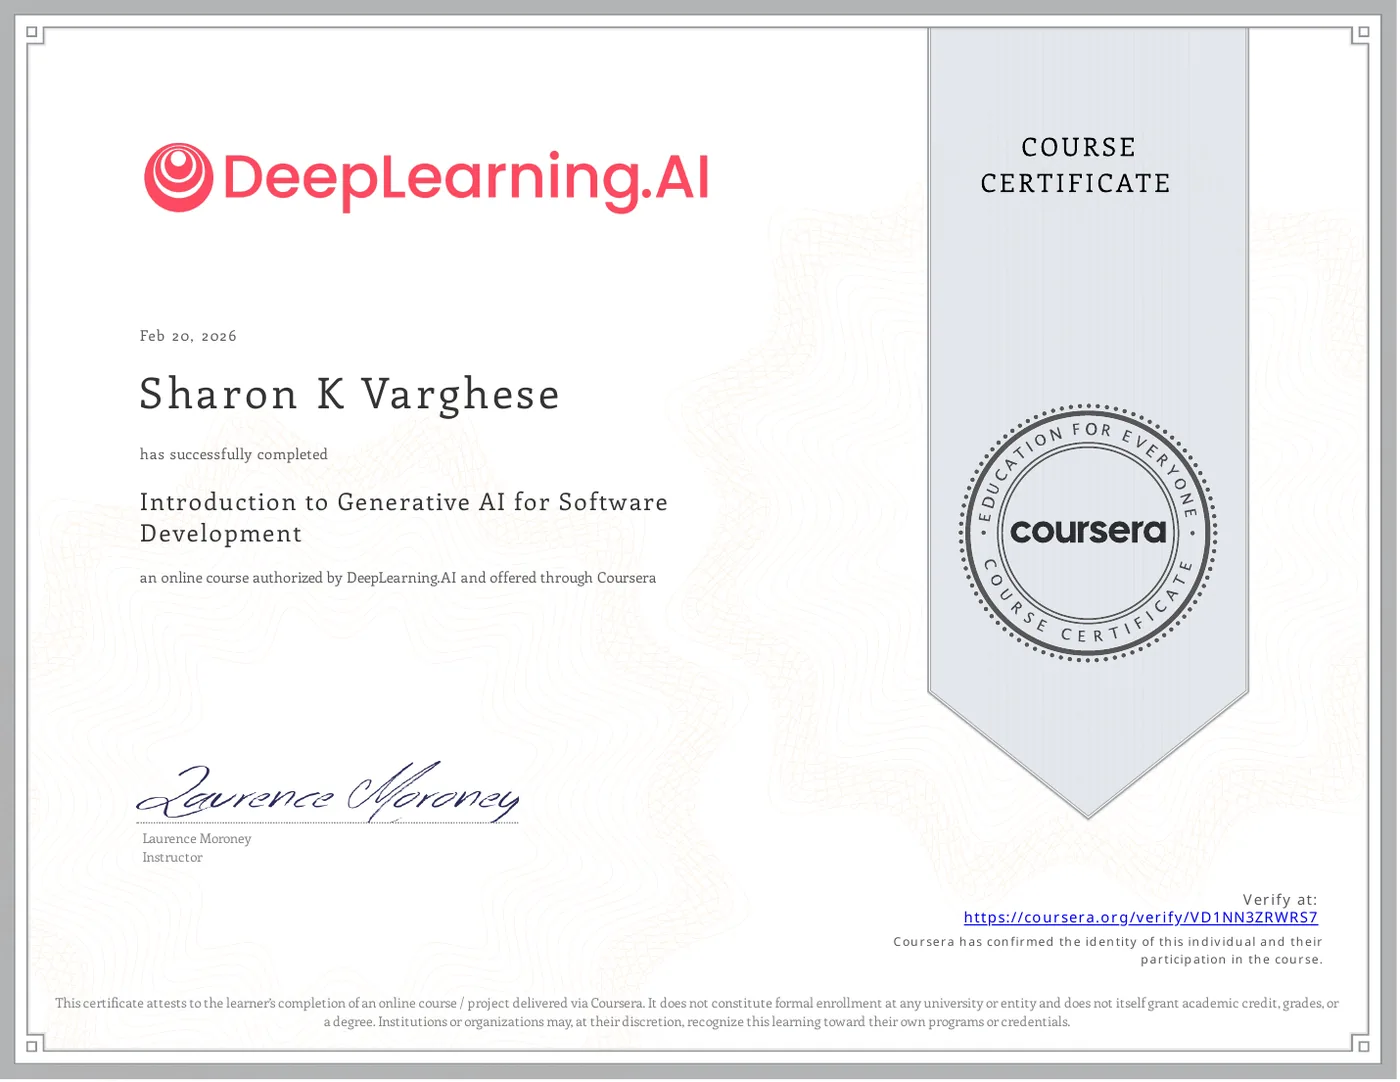 DeepLearning.AI
COURSE
CERTIFICATE
Feb 20, 2026
Sharon K Varghese
has successfully completed
Introduction to Generative AI for Software
Development
an online course authorized by DeepLearning.AI and offered through Coursera
EDUCATION FOR EVERYONE
coursera
COURSE CERTIFICATE
Laurence Moroney
Laurence Moroney
Instructor
Verify at:
https://coursera.org/verify/VD1NN3ZRWRS7
Coursera has confirmed the identity of this individual and their
participation in the course.
This certificate attests to the learner's completion of an online course / project delivered via Coursera. It does not constitute formal enrollment at any university or entity and does not itself grant academic credit, grades, or
a degree. Institutions or organizations may, at their discretion, recognize this learning toward their own programs or credentials.